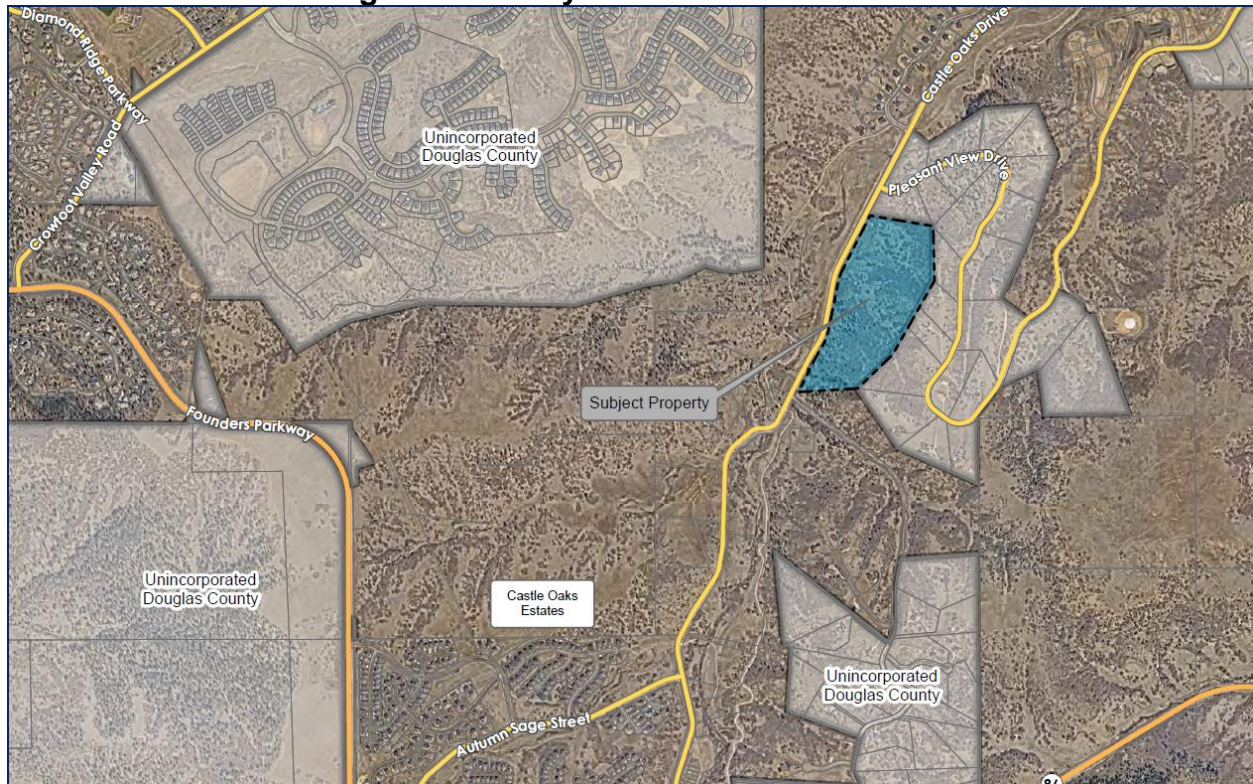 Diamond Ridge Parkway
Castle Oaks Drive
Unincorporated
Douglas County
Crowfoot Valley Road
Pleasant View Drive
Subject Property
Founders Parkway
Unincorporated
Douglas County
Castle Oaks
Estates
Unincorporated
Douglas County
Autumn Sage Street
86